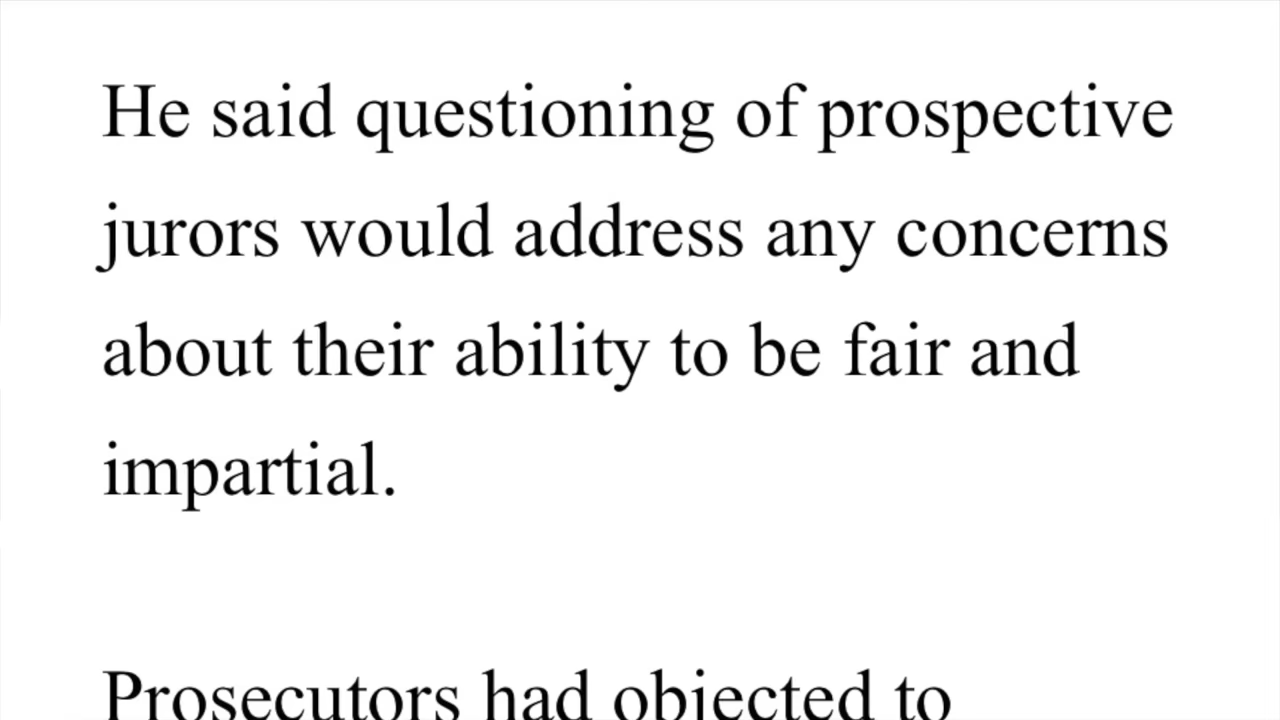 He said questioning of prospective
jurors would address any concerns
about their ability to be fair and
impartial.
Prosecutors had objected to